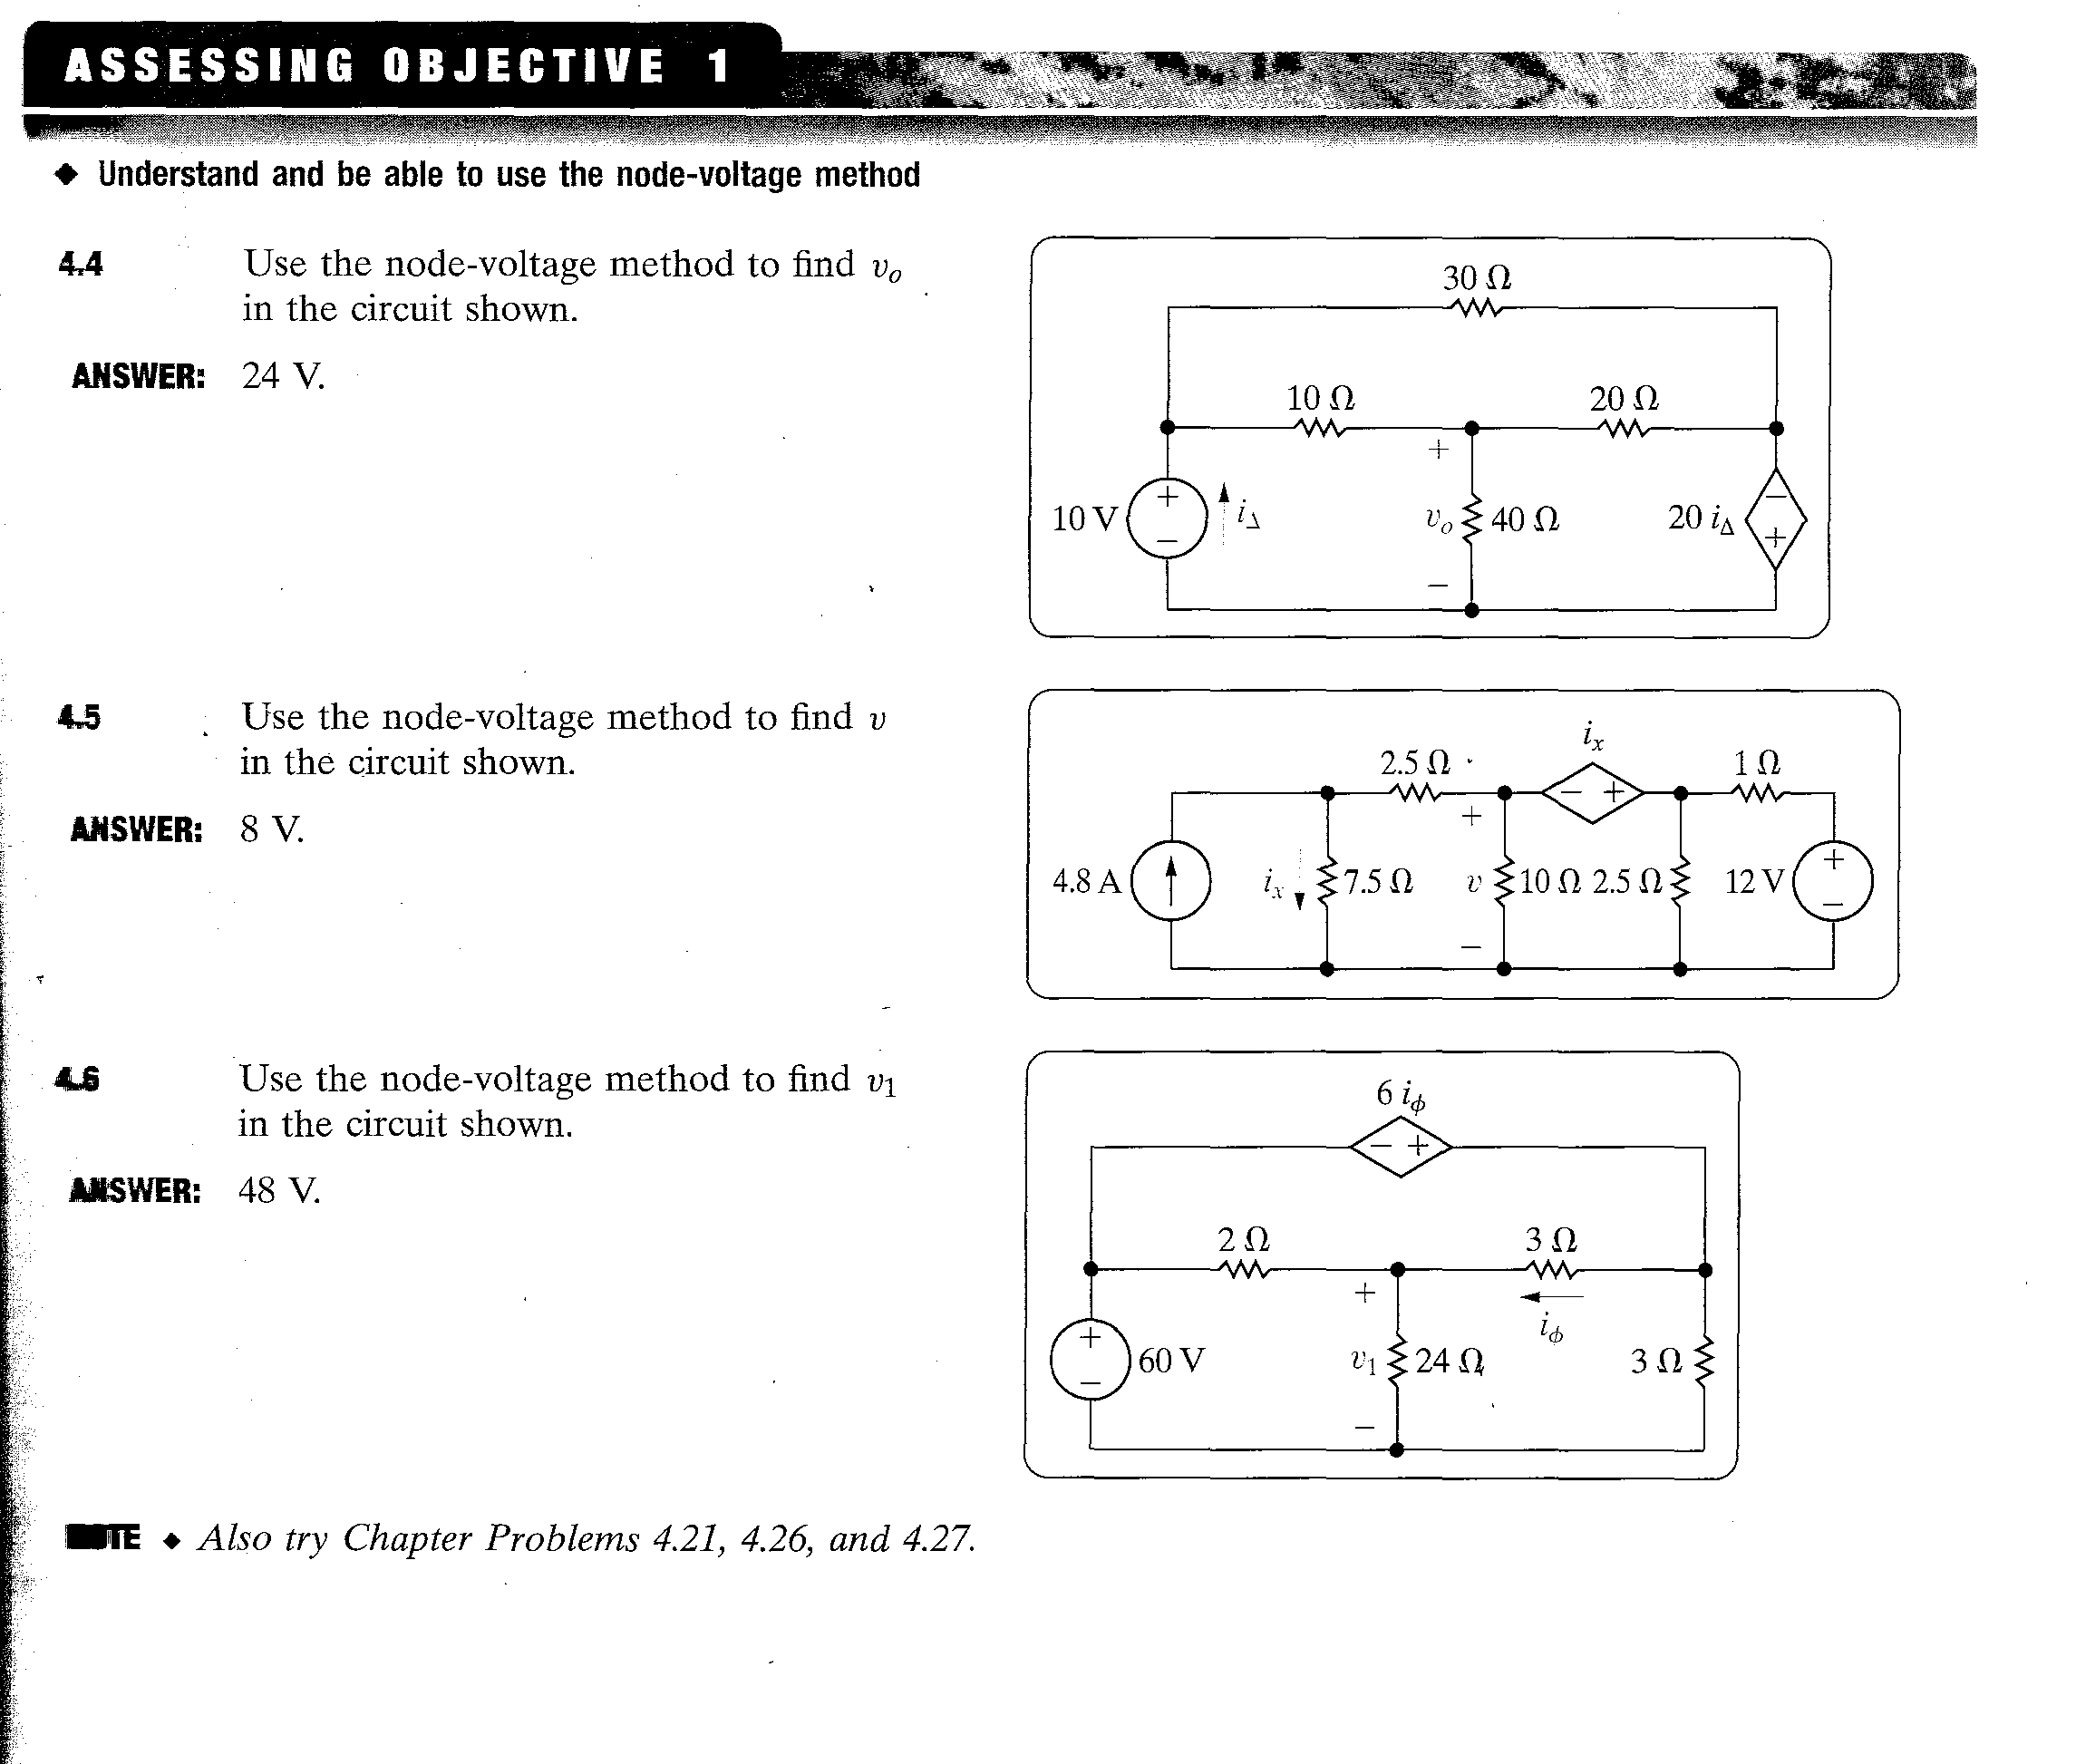 ASSESSING OBJECTIVE 1
◆ Understand and be able to use the node-voltage method
4.4 Use the node-voltage method to find v_o
in the circuit shown.
ANSWER: 24 V.
30 Ω
10 Ω 20 Ω
+
10 V + − i_Δ v_o 40 Ω 20 i_Δ − +
−
4.5 Use the node-voltage method to find v
in the circuit shown.
ANSWER: 8 V.
i_x
2.5 Ω − + 1 Ω
+
4.8 A i_x 7.5 Ω v 10 Ω 2.5 Ω 12 V + −
−
4.6 Use the node-voltage method to find v₁
in the circuit shown.
ANSWER: 48 V.
6 i_ϕ
− +
2 Ω 3 Ω
+
i_ϕ
+ − 60 V v₁ 24 Ω 3 Ω
−
◆ Also try Chapter Problems 4.21, 4.26, and 4.27.